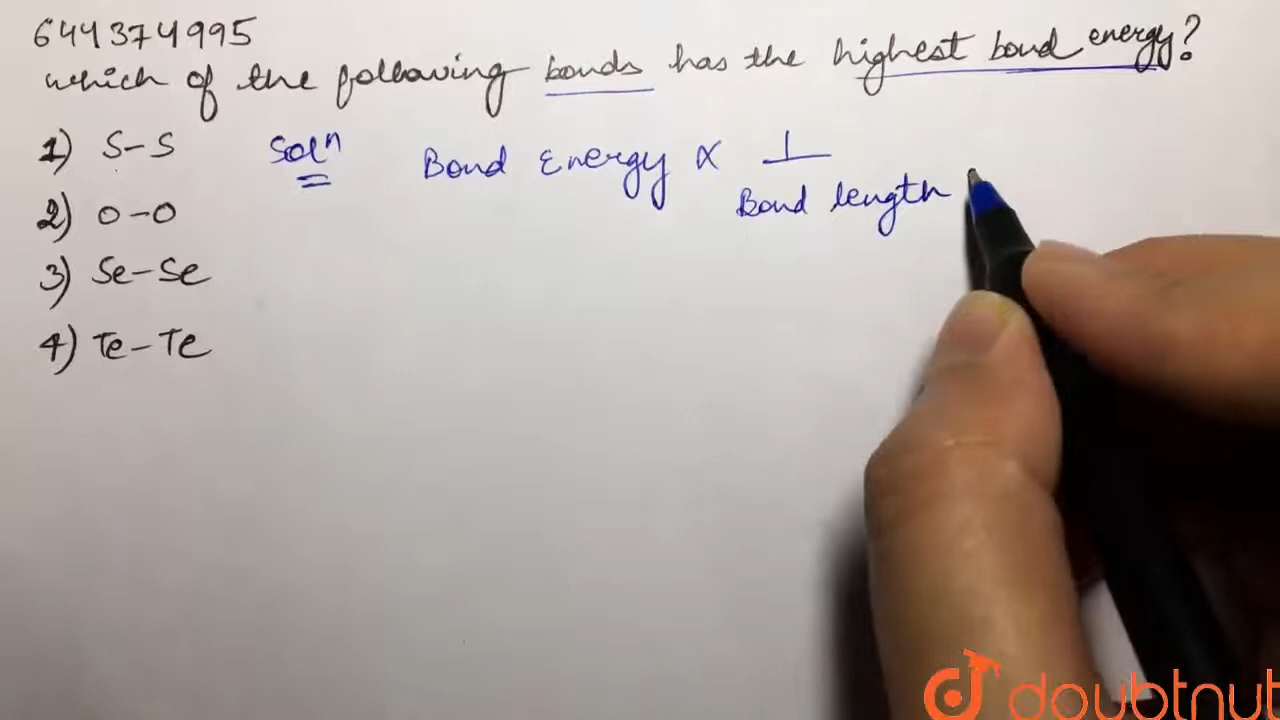 644374995
which of the following bonds has the highest bond energy?
1) S-S
2) O-O
3) Se-Se
4) Te-Te
Solⁿ
Bond Energy ∝ 1
Bond length
doubtnut